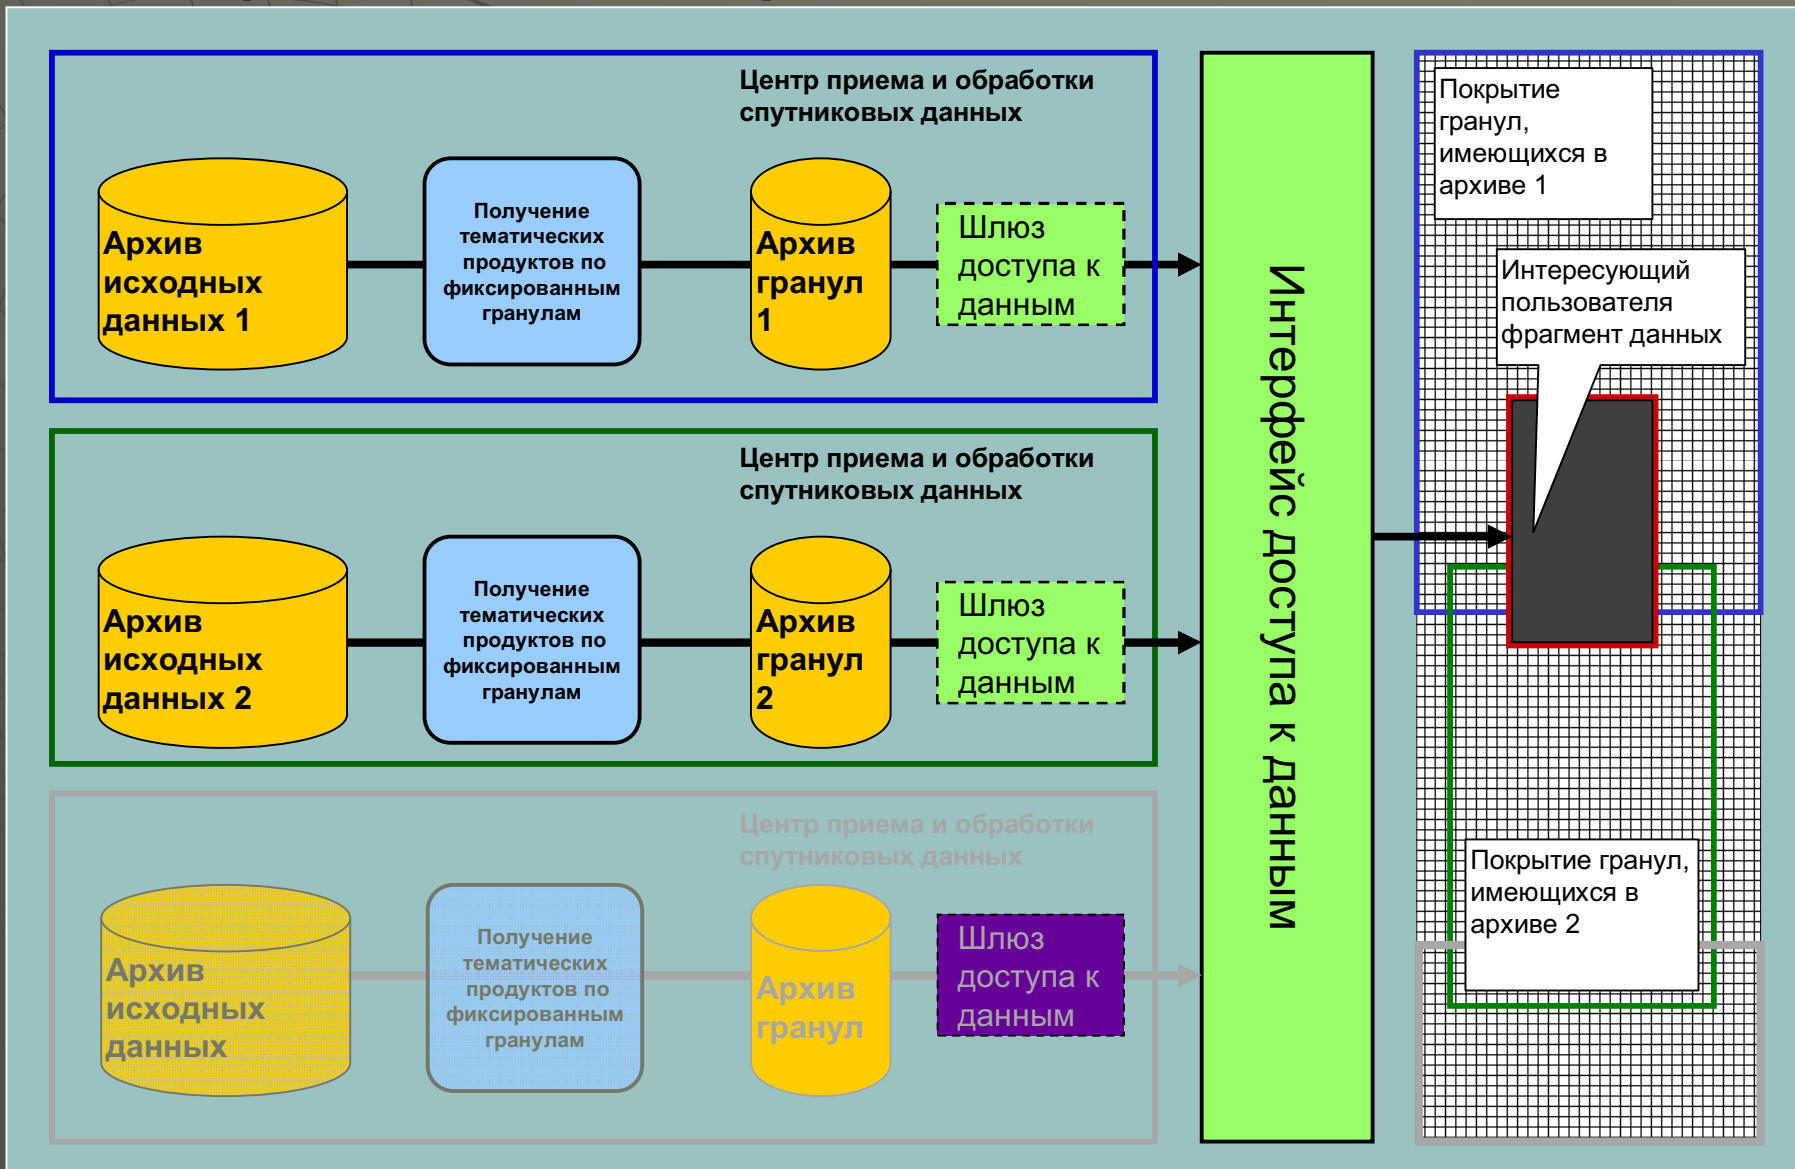 Центр приема и обработки
спутниковых данных
Архив
исходных
данных 1
Получение
тематических
продуктов по
фиксированным
гранулам
Архив
гранул
1
Шлюз
доступа к
данным
Центр приема и обработки
спутниковых данных
Архив
исходных
данных 2
Получение
тематических
продуктов по
фиксированным
гранулам
Архив
гранул
2
Шлюз
доступа к
данным
Центр приема и обработки
спутниковых данных
Архив
исходных
данных
Получение
тематических
продуктов по
фиксированным
гранулам
Архив
гранул
Шлюз
доступа к
данным
Интерфейс доступа к данным
Покрытие
гранул,
имеющихся в
архиве 1
Интересующий
пользователя
фрагмент данных
Покрытие гранул,
имеющихся в
архиве 2